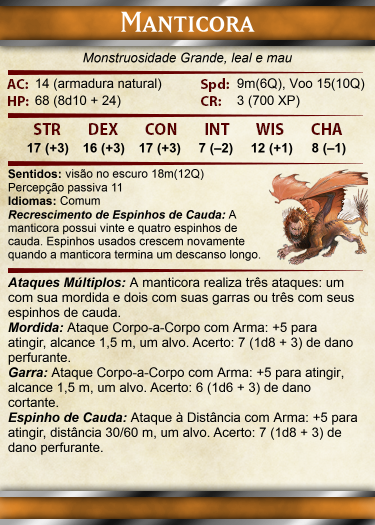 MANTICORA
Monstruosidade Grande, leal e mau
AC: 14 (armadura natural) Spd: 9m(6Q), Voo 15(10Q)
HP: 68 (8d10 + 24) CR: 3 (700 XP)
STR DEX CON INT WIS CHA
17 (+3) 16 (+3) 17 (+3) 7 (–2) 12 (+1) 8 (–1)
Sentidos: visão no escuro 18m(12Q)
Percepção passiva 11
Idiomas: Comum
Recrescimento de Espinhos de Cauda: A
manticora possui vinte e quatro espinhos de
cauda. Espinhos usados crescem novamente
quando a manticora termina um descanso longo.
Ataques Múltiplos: A manticora realiza três ataques: um
com sua mordida e dois com suas garras ou três com seus
espinhos de cauda.
Mordida: Ataque Corpo-a-Corpo com Arma: +5 para
atingir, alcance 1,5 m, um alvo. Acerto: 7 (1d8 + 3) de dano
perfurante.
Garra: Ataque Corpo-a-Corpo com Arma: +5 para atingir,
alcance 1,5 m, um alvo. Acerto: 6 (1d6 + 3) de dano
cortante.
Espinho de Cauda: Ataque à Distância com Arma: +5 para
atingir, distância 30/60 m, um alvo. Acerto: 7 (1d8 + 3) de
dano perfurante.